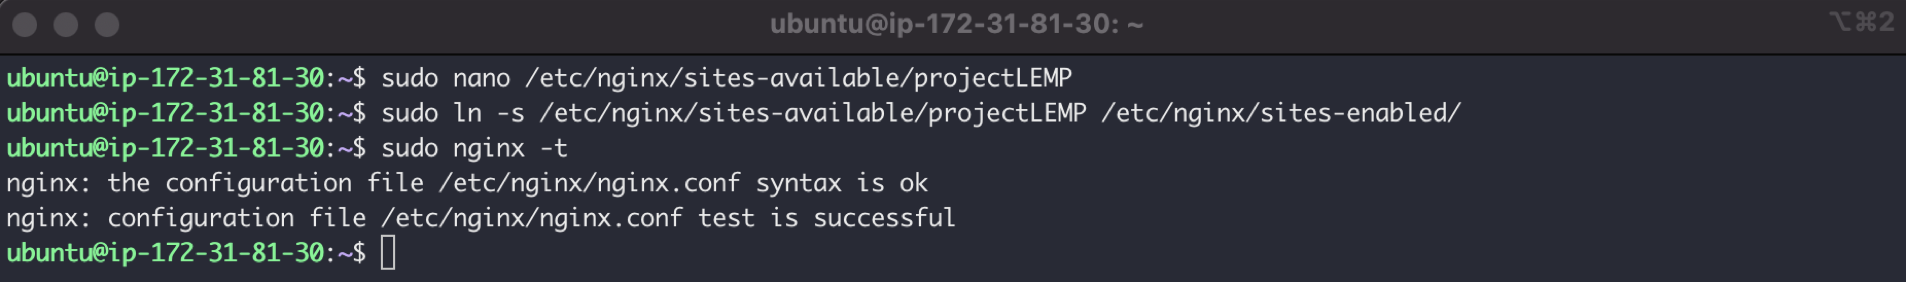 ubuntu@ip-172-31-81-30: ~
⌥⌘2
ubuntu@ip-172-31-81-30:~$ sudo nano /etc/nginx/sites-available/projectLEMP
ubuntu@ip-172-31-81-30:~$ sudo ln -s /etc/nginx/sites-available/projectLEMP /etc/nginx/sites-enabled/
ubuntu@ip-172-31-81-30:~$ sudo nginx -t
nginx: the configuration file /etc/nginx/nginx.conf syntax is ok
nginx: configuration file /etc/nginx/nginx.conf test is successful
ubuntu@ip-172-31-81-30:~$